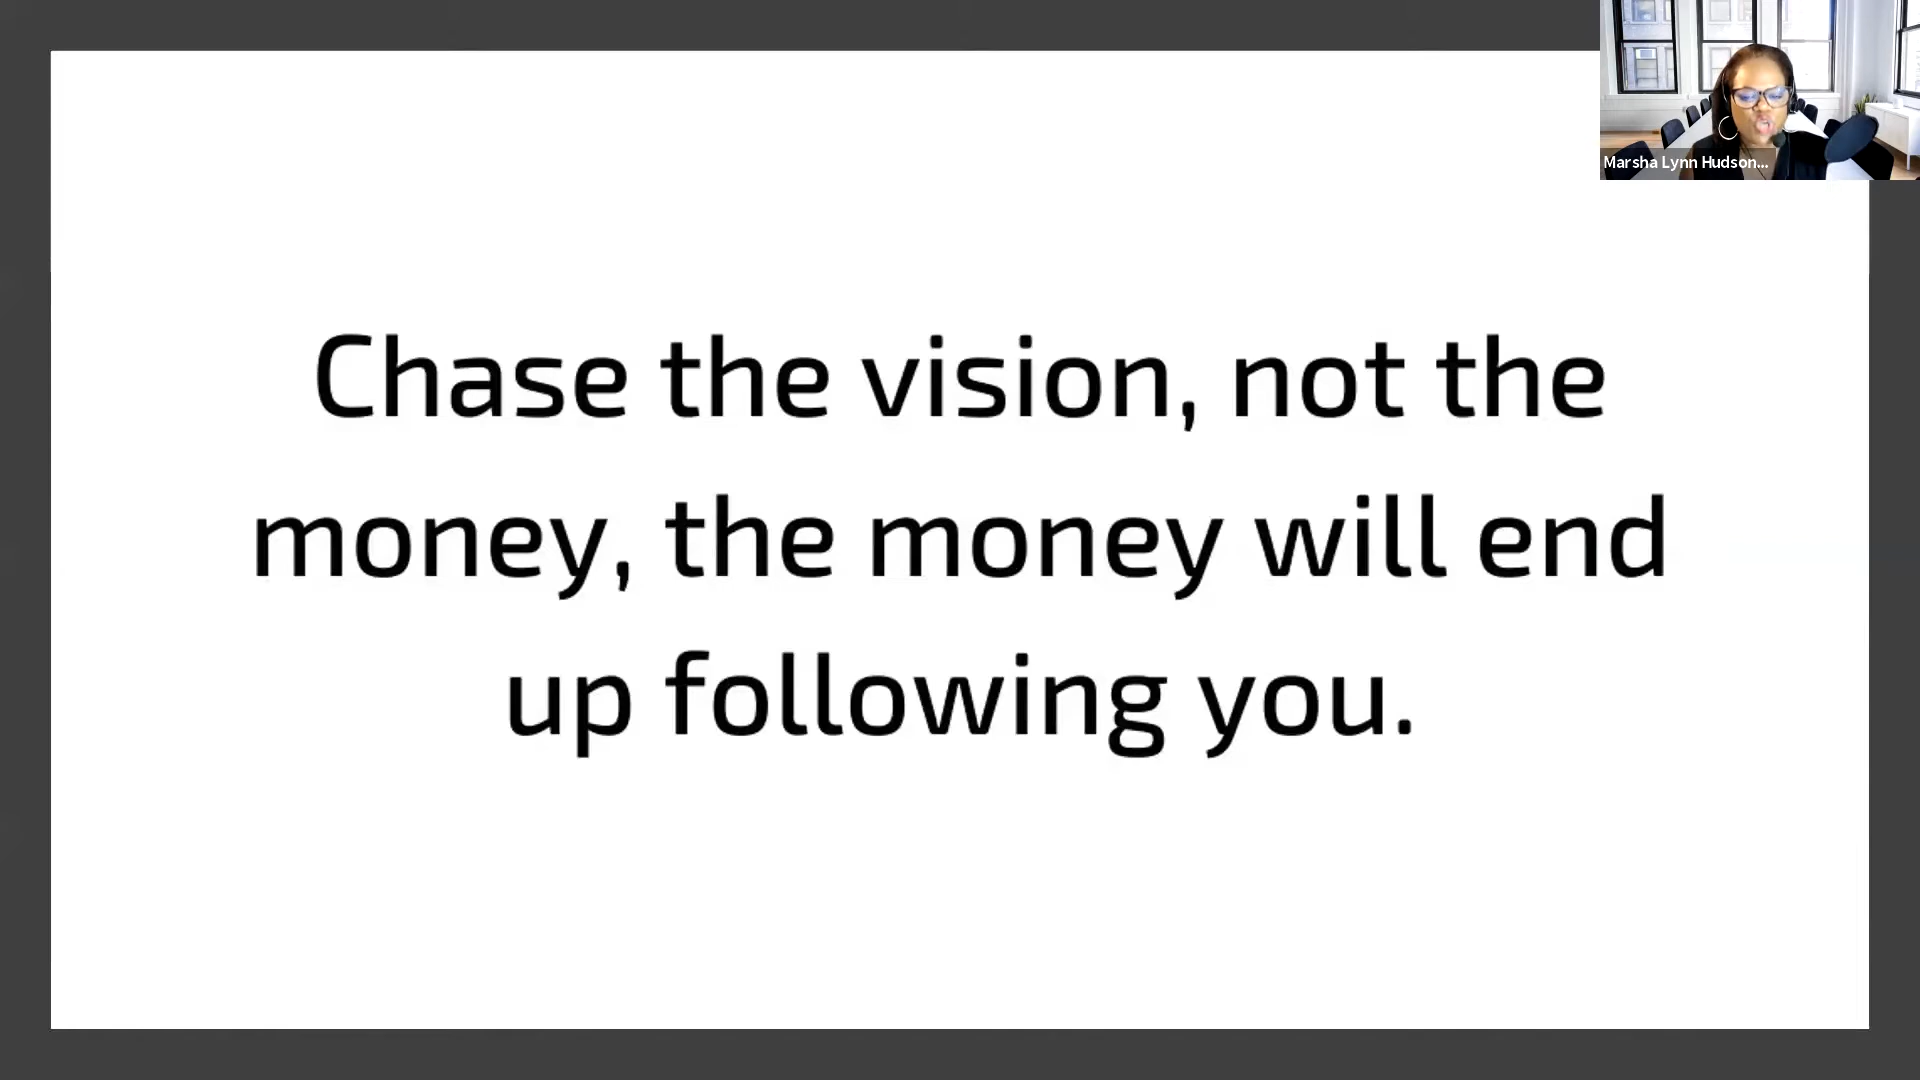 Marsha Lynn Hudson...
Chase the vision, not the
money, the money will end
up following you.